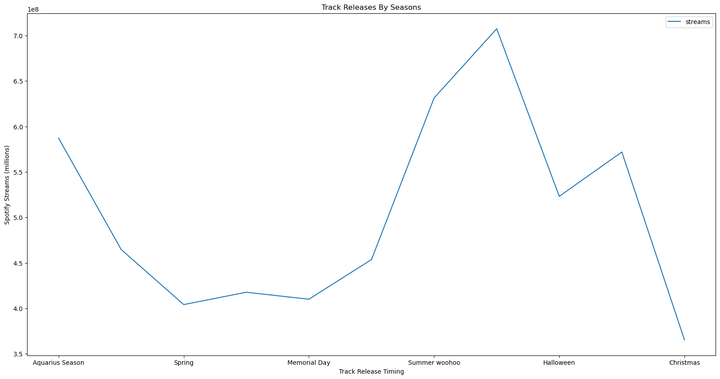 Track Releases By Seasons
1e8
streams
7.0
6.5
6.0
5.5
5.0
4.5
4.0
3.5
Spotify Streams (millions)
Aquarius Season Spring Memorial Day Summer woohoo Halloween Christmas
Track Release Timing